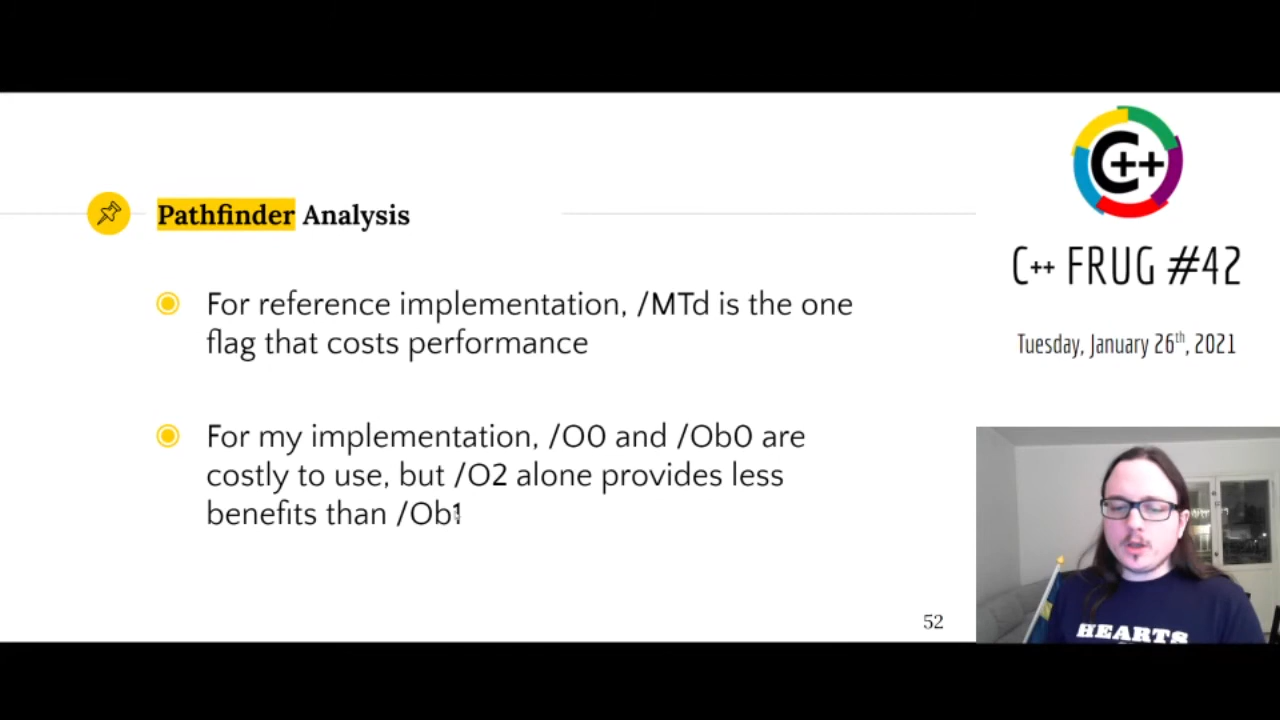 Pathfinder Analysis
For reference implementation, /MTd is the one
flag that costs performance
For my implementation, /O0 and /Ob0 are
costly to use, but /O2 alone provides less
benefits than /Ob1
52
C++
C++ FRUG #42
Tuesday, January 26th, 2021
HEARTS